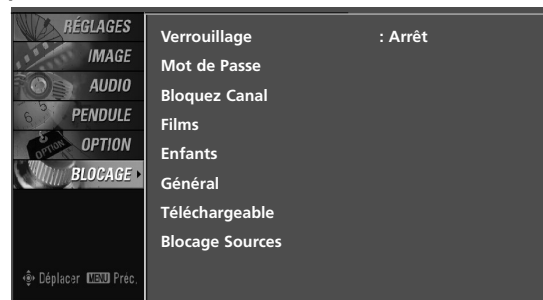 RÉGLAGES
IMAGE
AUDIO
PENDULE
OPTION
BLOCAGE
Déplacer MENU Préc.
Verrouillage : Arrêt
Mot de Passe
Bloquez Canal
Films
Enfants
Général
Téléchargeable
Blocage Sources